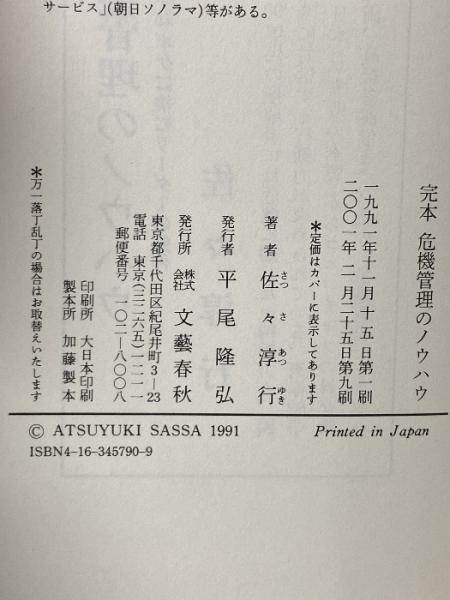 サービス」(朝日ソノラマ)等がある。
完本 危機管理のノウハウ
一九九一年十一月 十五 日第一刷
二〇〇一年 二 月二十五日第九刷
*定価はカバーに表示してあります
著 者 佐々淳行
さつ さ あつ ゆき
発行者 平尾隆弘
発行所 株式会社 文藝春秋
東京都千代田区紀尾井町3—23
電話 東京(三二六五)一二一一
郵便番号 一〇二—八〇〇八
印刷所 大日本印刷
製本所 加藤製本
*万一落丁乱丁の場合はお取替えいたします
© ATSUYUKI SASSA 1991 Printed in Japan
ISBN4-16-345790-9